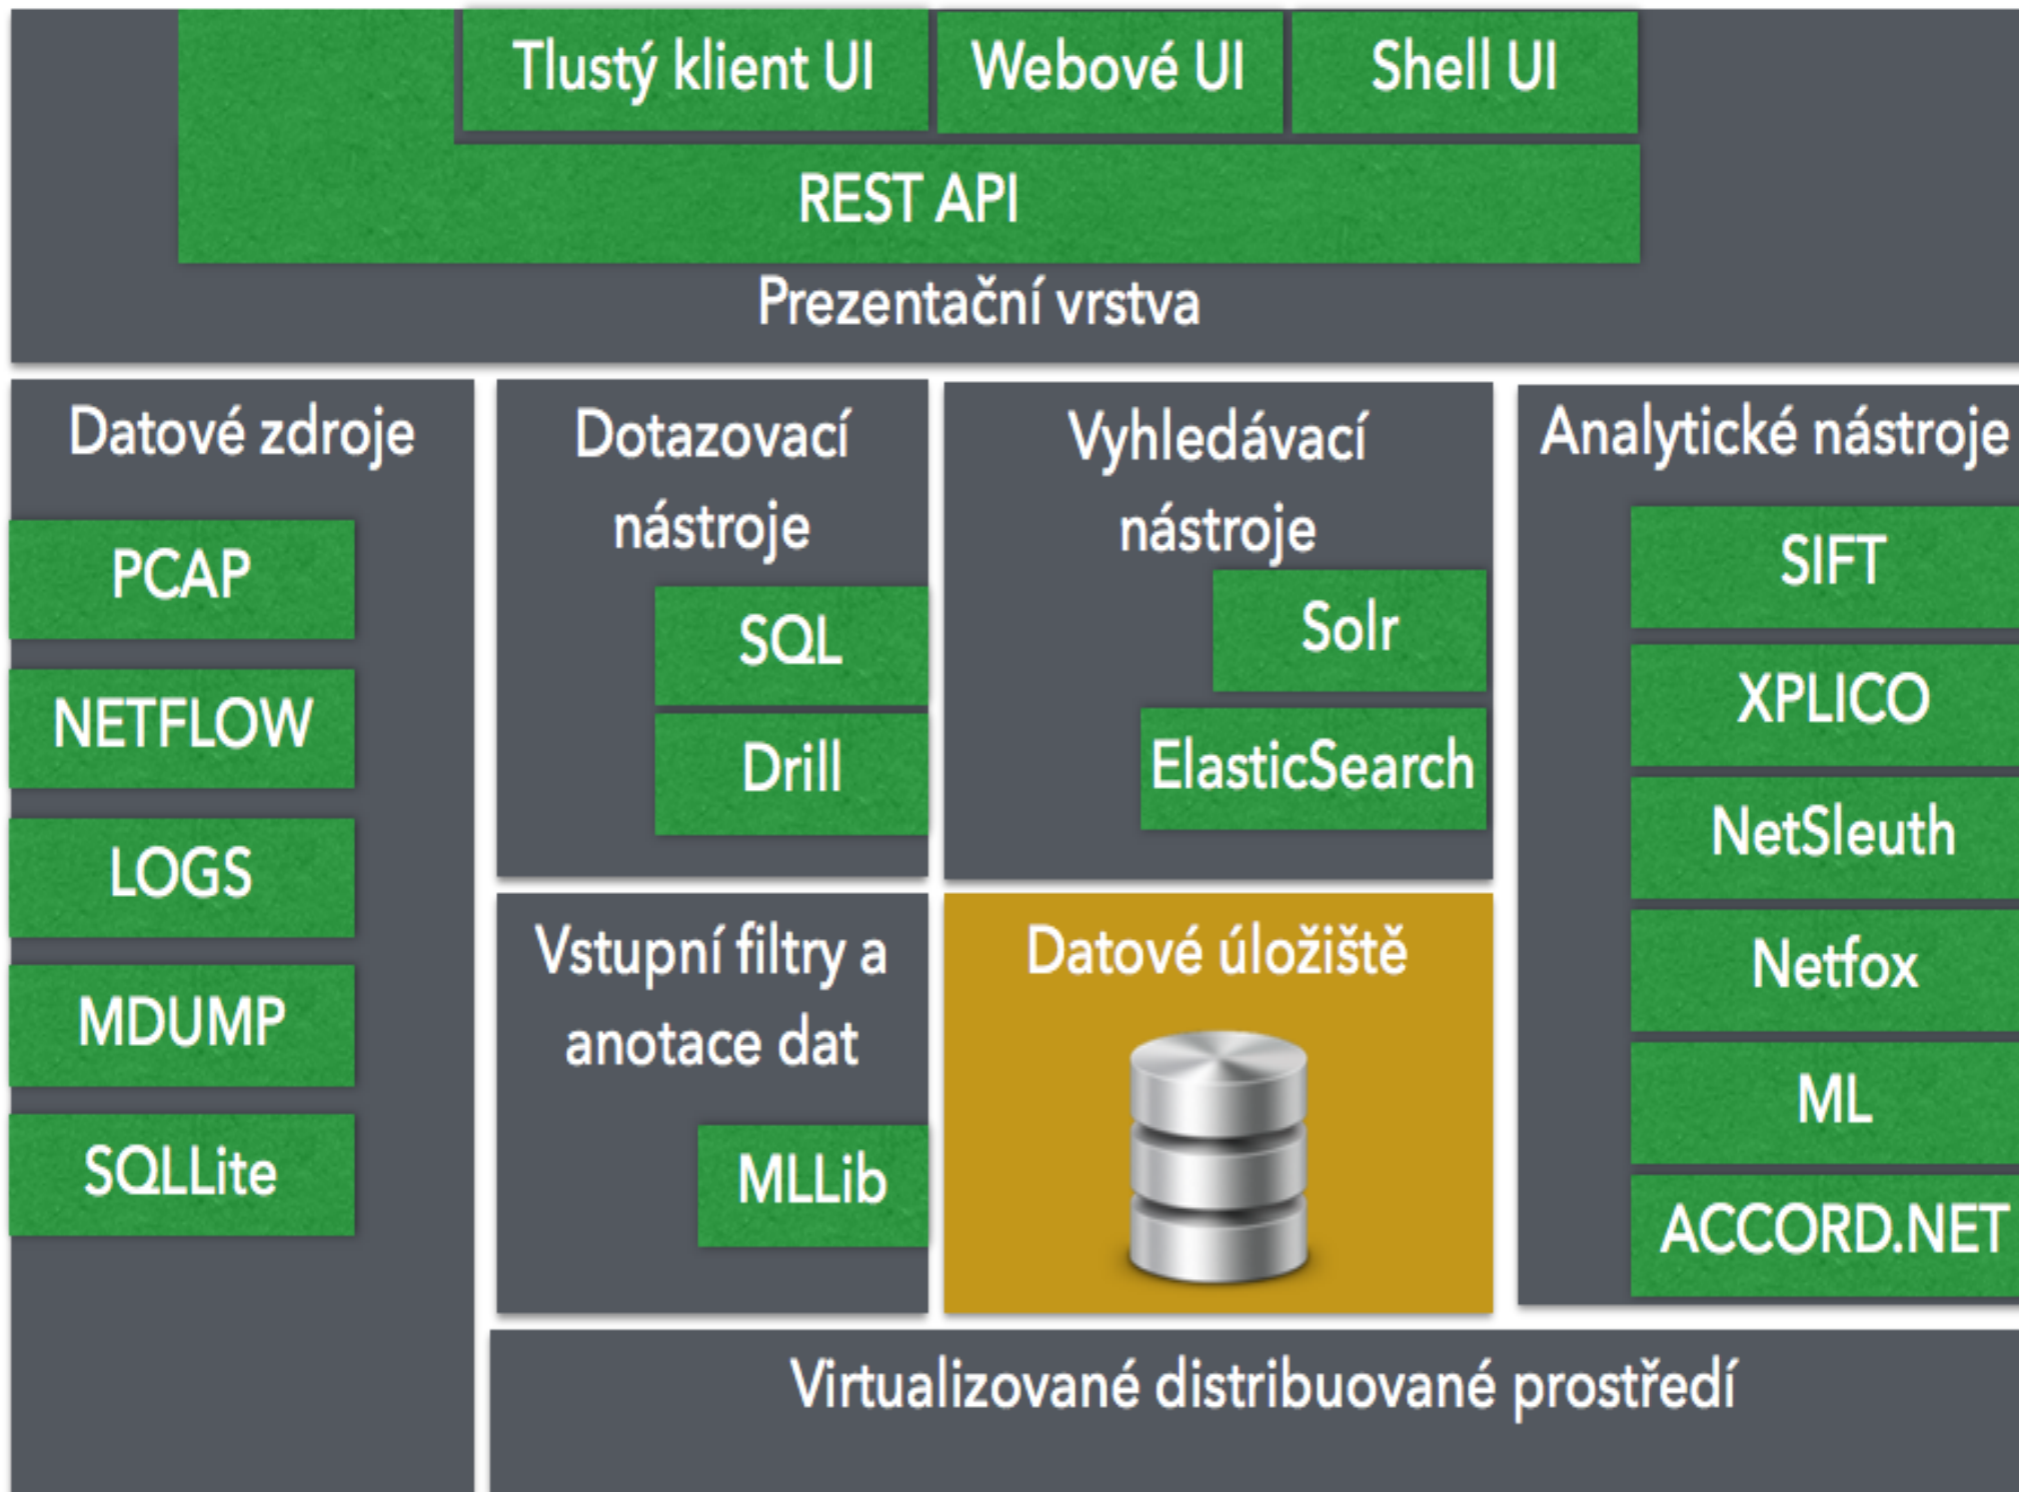 Tlustý klient UI
Webové UI
Shell UI
REST API
Prezentační vrstva
Datové zdroje
PCAP
NETFLOW
LOGS
MDUMP
SQLLite
Dotazovací
nástroje
SQL
Drill
Vyhledávací
nástroje
Solr
ElasticSearch
Analytické nástroje
SIFT
XPLICO
NetSleuth
Netfox
ML
ACCORD.NET
Vstupní filtry a
anotace dat
MLLib
Datové úložiště
Virtualizované distribuované prostředí